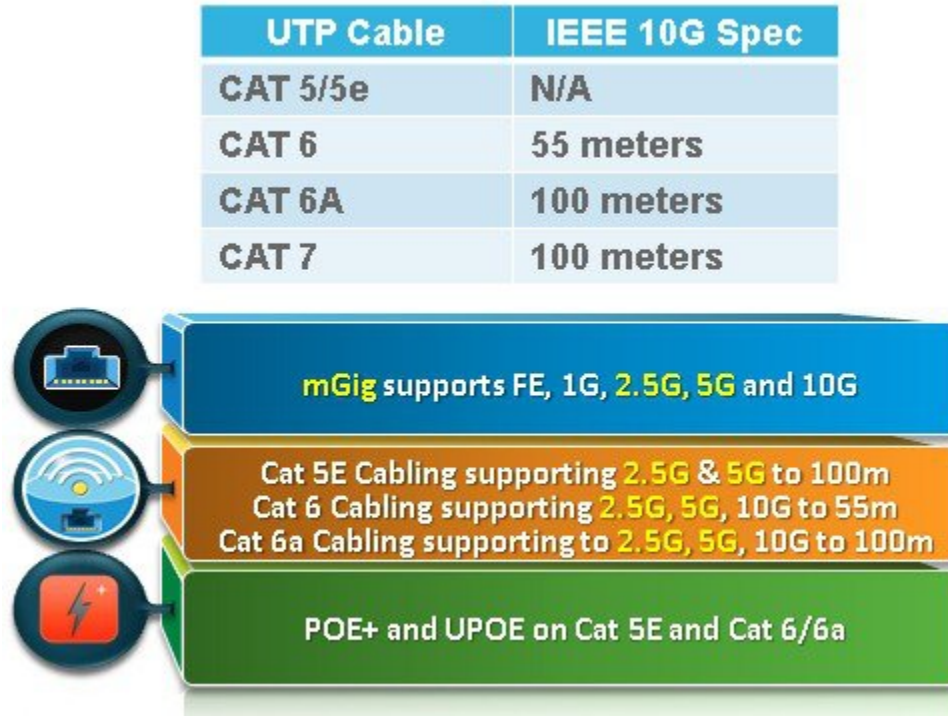 UTP Cable IEEE 10G Spec
CAT 5/5e N/A
CAT 6 55 meters
CAT 6A 100 meters
CAT 7 100 meters
mGig supports FE, 1G, 2.5G, 5G and 10G
Cat 5E Cabling supporting 2.5G & 5G to 100m
Cat 6 Cabling supporting 2.5G, 5G, 10G to 55m
Cat 6a Cabling supporting to 2.5G, 5G, 10G to 100m
POE+ and UPOE on Cat 5E and Cat 6/6a